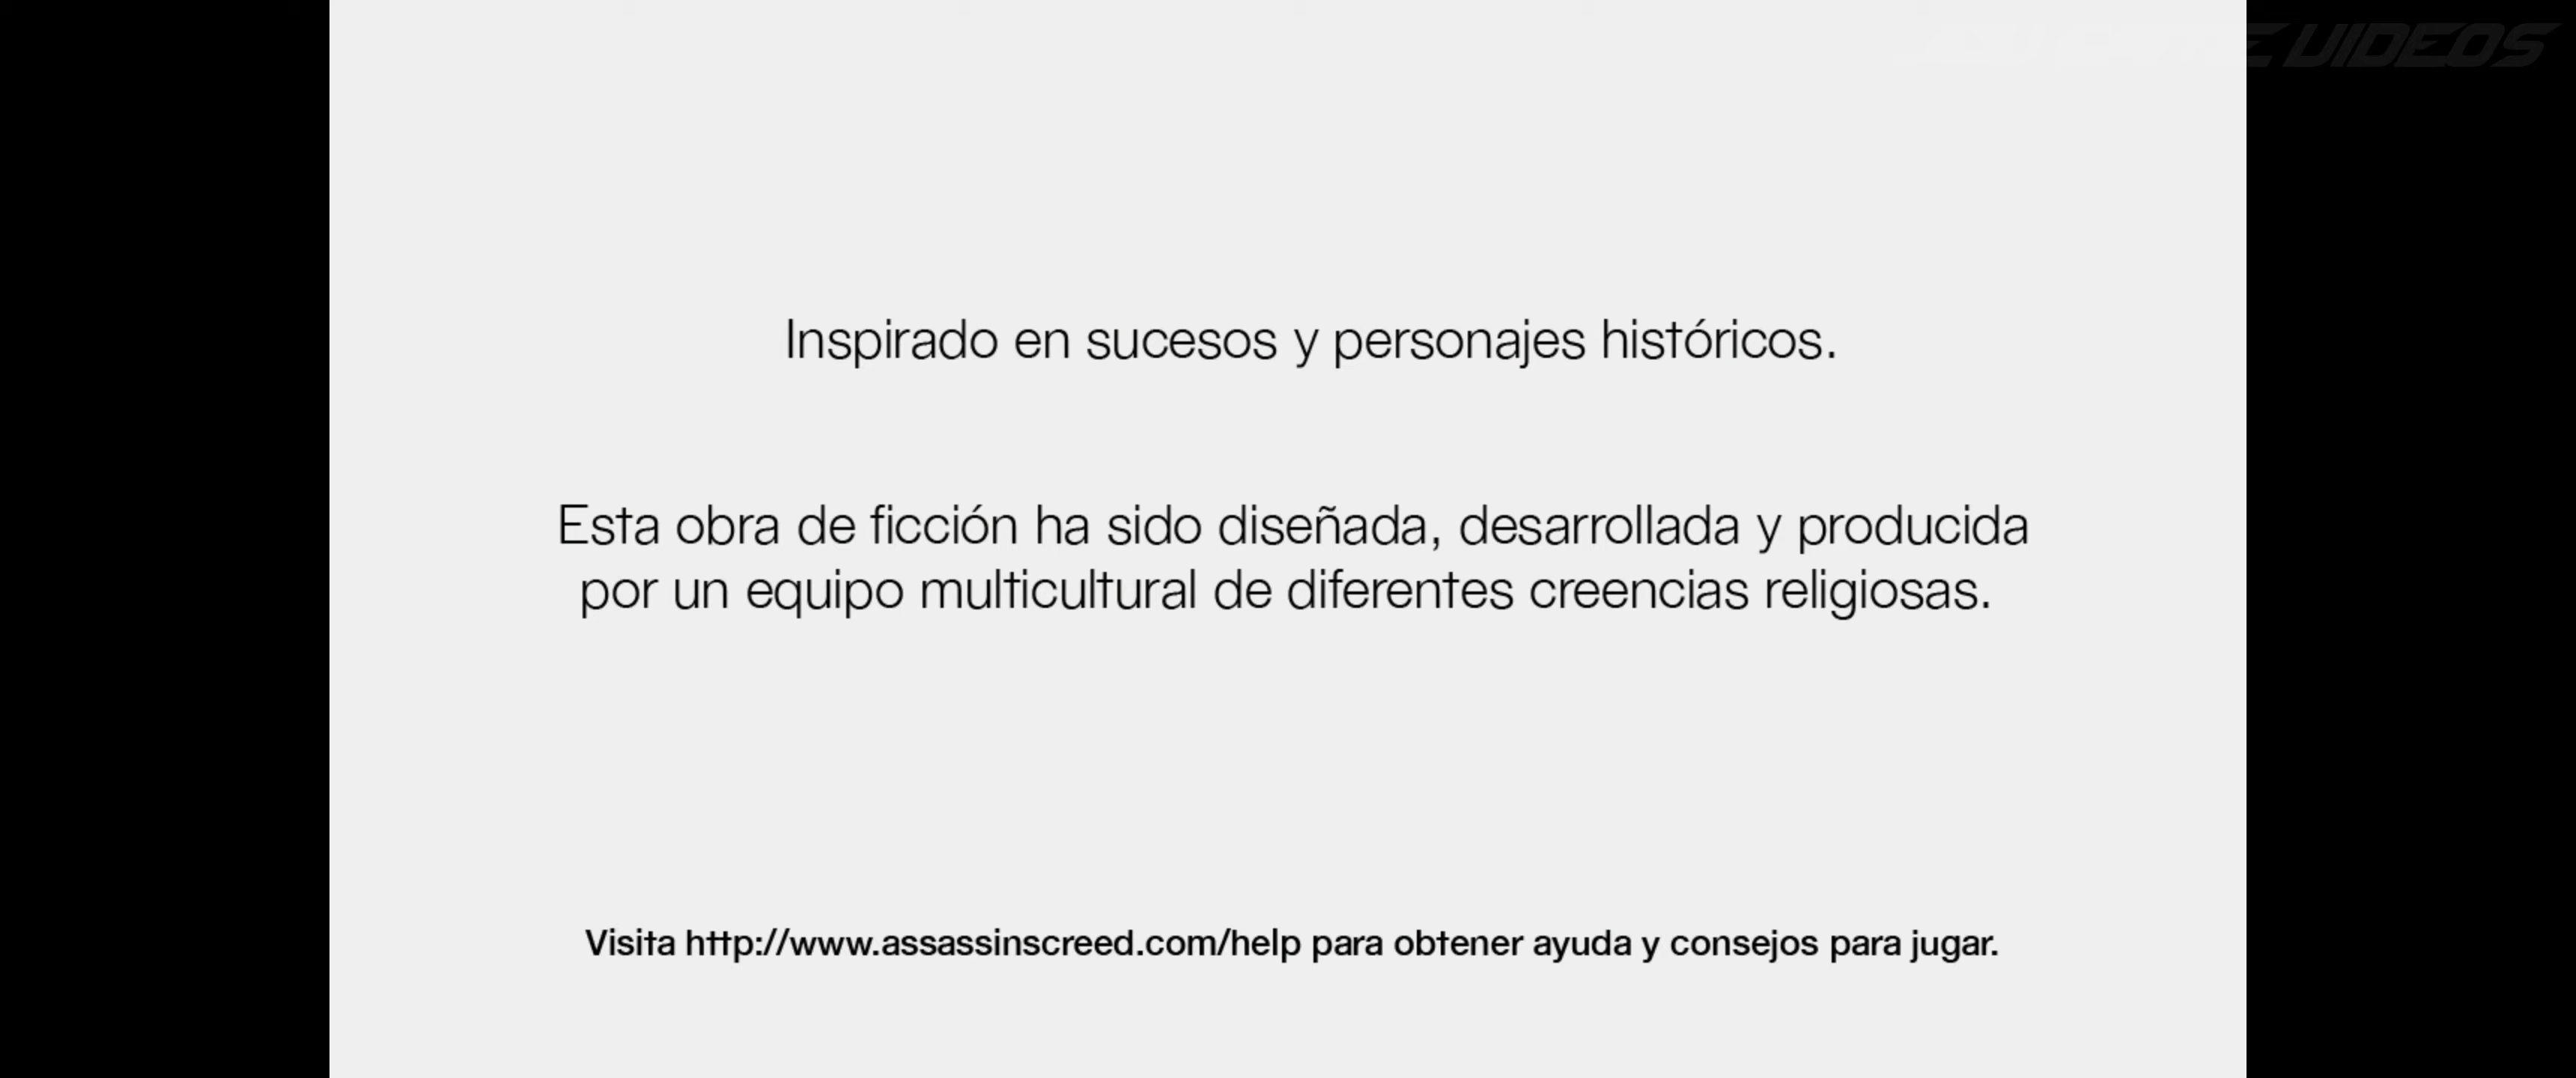 VIDEOS
Inspirado en sucesos y personajes históricos.
Esta obra de ficción ha sido diseñada, desarrollada y producida
por un equipo multicultural de diferentes creencias religiosas.
Visita http://www.assassinscreed.com/help para obtener ayuda y consejos para jugar.